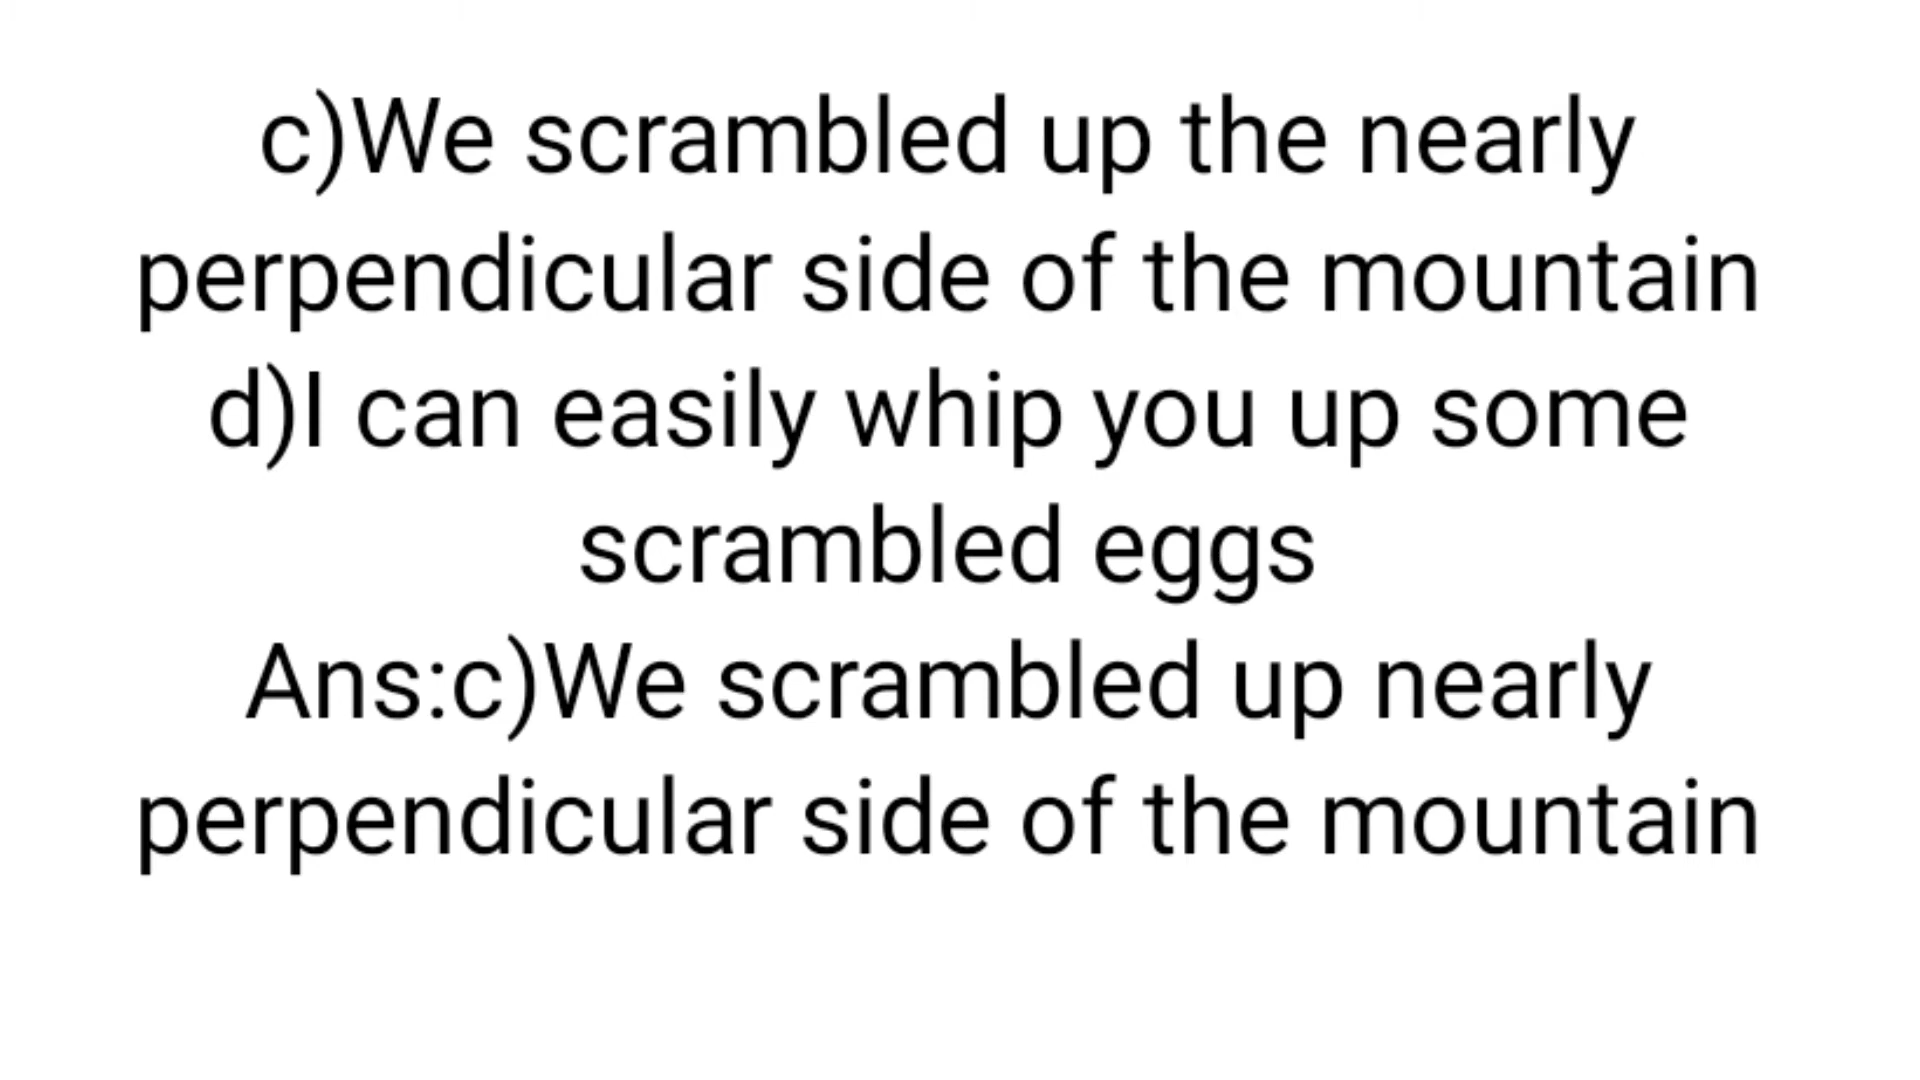 c)We scrambled up the nearly
perpendicular side of the mountain
d)I can easily whip you up some
scrambled eggs
Ans:c)We scrambled up nearly
perpendicular side of the mountain